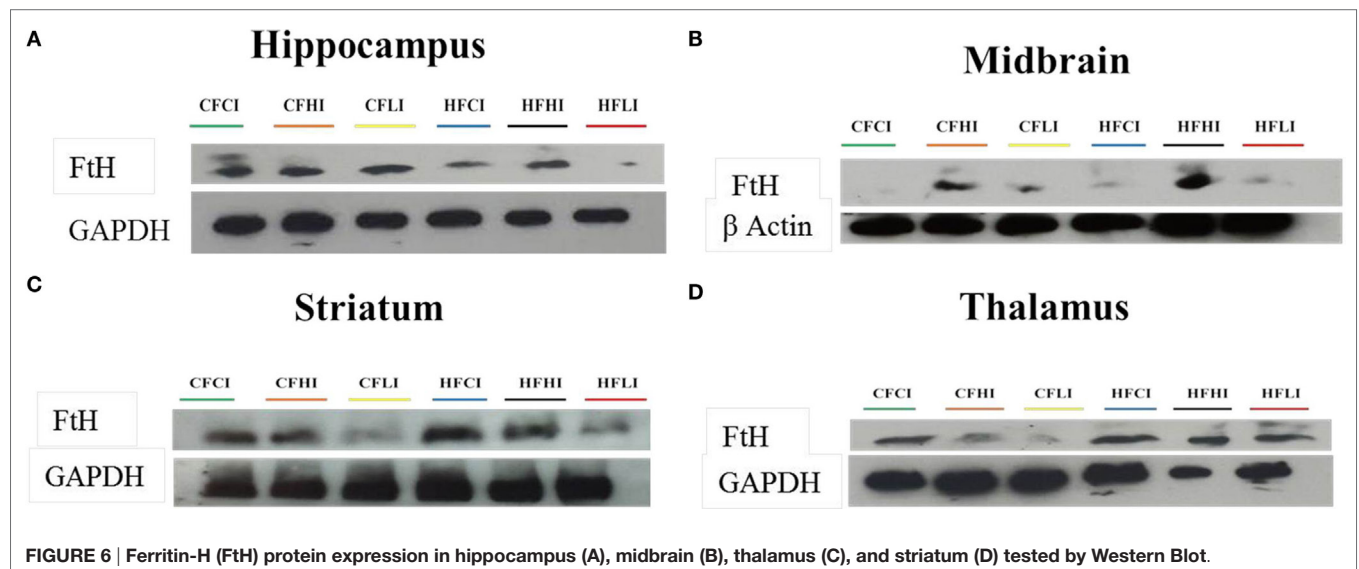 A
Hippocampus
CFCI CFHI CFLI HFCI HFHI HFLI
FtH
GAPDH
B
Midbrain
CFCI CFHI CFLI HFCI HFHI HFLI
FtH
β Actin
C
Striatum
CFCI CFHI CFLI HFCI HFHI HFLI
FtH
GAPDH
D
Thalamus
CFCI CFHI CFLI HFCI HFHI HFLI
FtH
GAPDH
FIGURE 6 | Ferritin-H (FtH) protein expression in hippocampus (A), midbrain (B), thalamus (C), and striatum (D) tested by Western Blot.